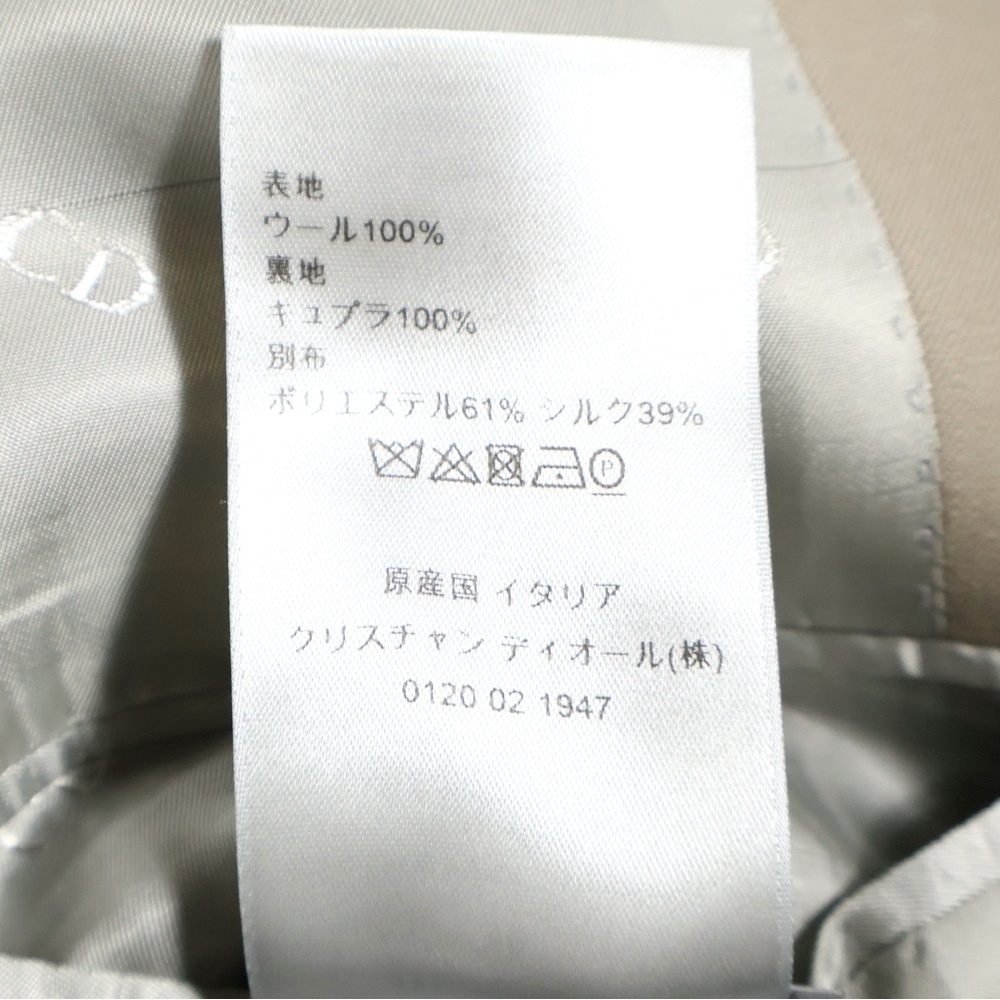 表地
ウール100%
裏地
キュプラ100%
別布
ポリエステル61% シルク39%
P
原産国 イタリア
クリスチャン ディオール(株)
0120 02 1947
CD